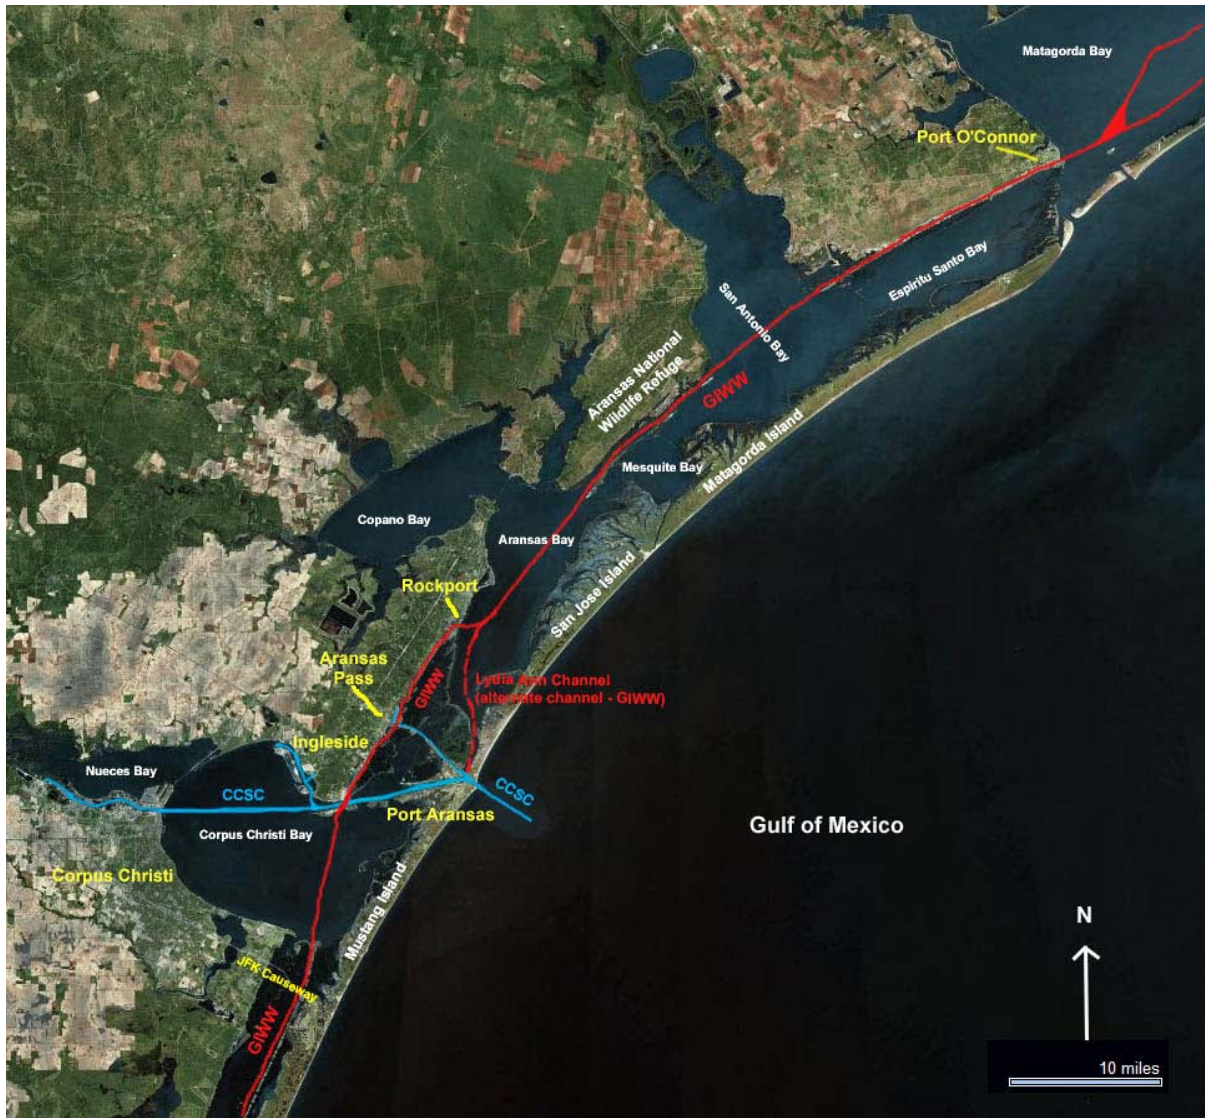 Matagorda Bay
Port O'Connor
Espiritu Santo Bay
San Antonio Bay
Aransas National
Wildlife Refuge
GIWW
Matagorda Island
Mesquite Bay
Copano Bay
Aransas Bay
San Jose Island
Rockport
Aransas
Pass
GIWW
Lydia Ann Channel
(alternate channel - GIWW)
Ingleside
Nueces Bay
CCSC
CCSC
Port Aransas
Corpus Christi Bay
Gulf of Mexico
Corpus Christi
Mustang Island
JFK Causeway
GIWW
N
10 miles